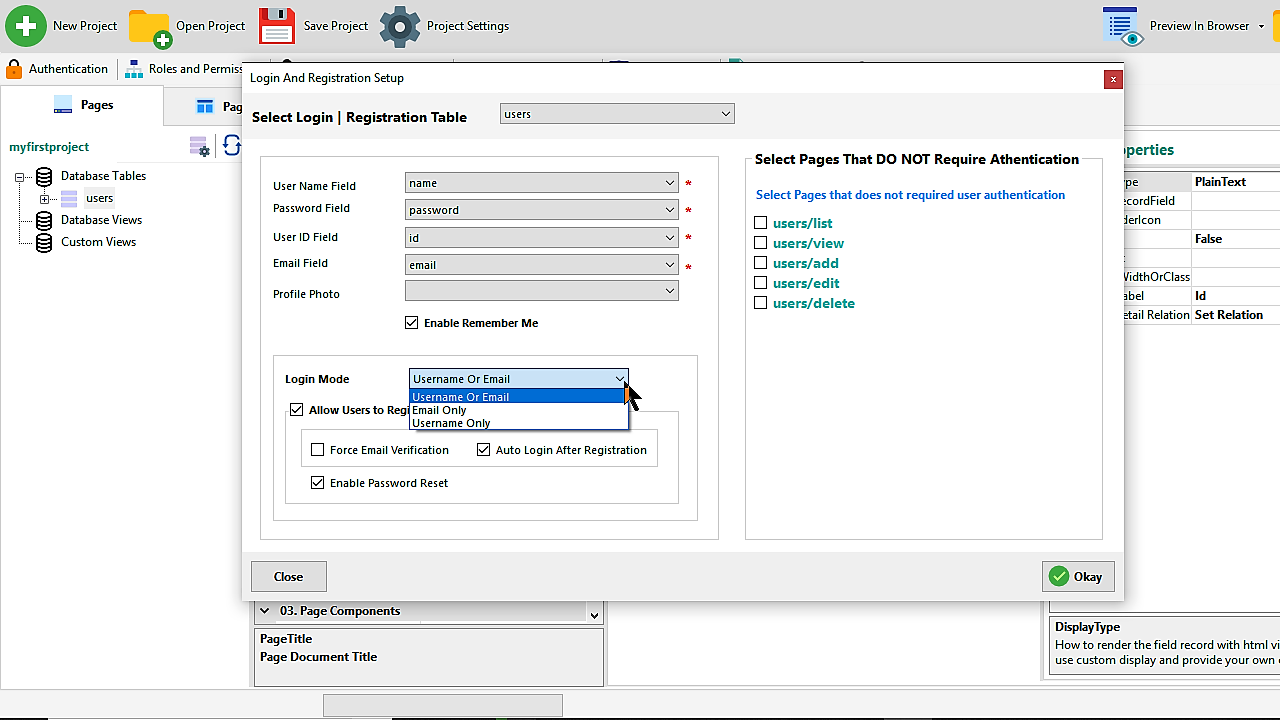 New Project
Open Project
Save Project
Project Settings
Preview In Browser
Authentication
Roles and
Login And Registration Setup
x
Pages
Select Login | Registration Table
users
myfirstproject
Database Tables
users
Database Views
Custom Views
User Name Field
name
*
Password Field
password
*
User ID Field
id
*
Email Field
email
*
Profile Photo
Enable Remember Me
Login Mode
Username Or Email
Username Or Email
Email Only
Username Only
Allow Users to
Force Email Verification
Auto Login After Registration
Enable Password Reset
Select Pages That DO NOT Require Athentication
Select Pages that does not required user authentication
users/list
users/view
users/add
users/edit
users/delete
Close
Okay
operties
ype
PlainText
ecordField
derIcon
False
WidthOrClass
abel
Id
etail Relation
Set Relation
03. Page Components
PageTitle
Page Document Title
DisplayType
How to render the field record with html
use custom display and provide your own